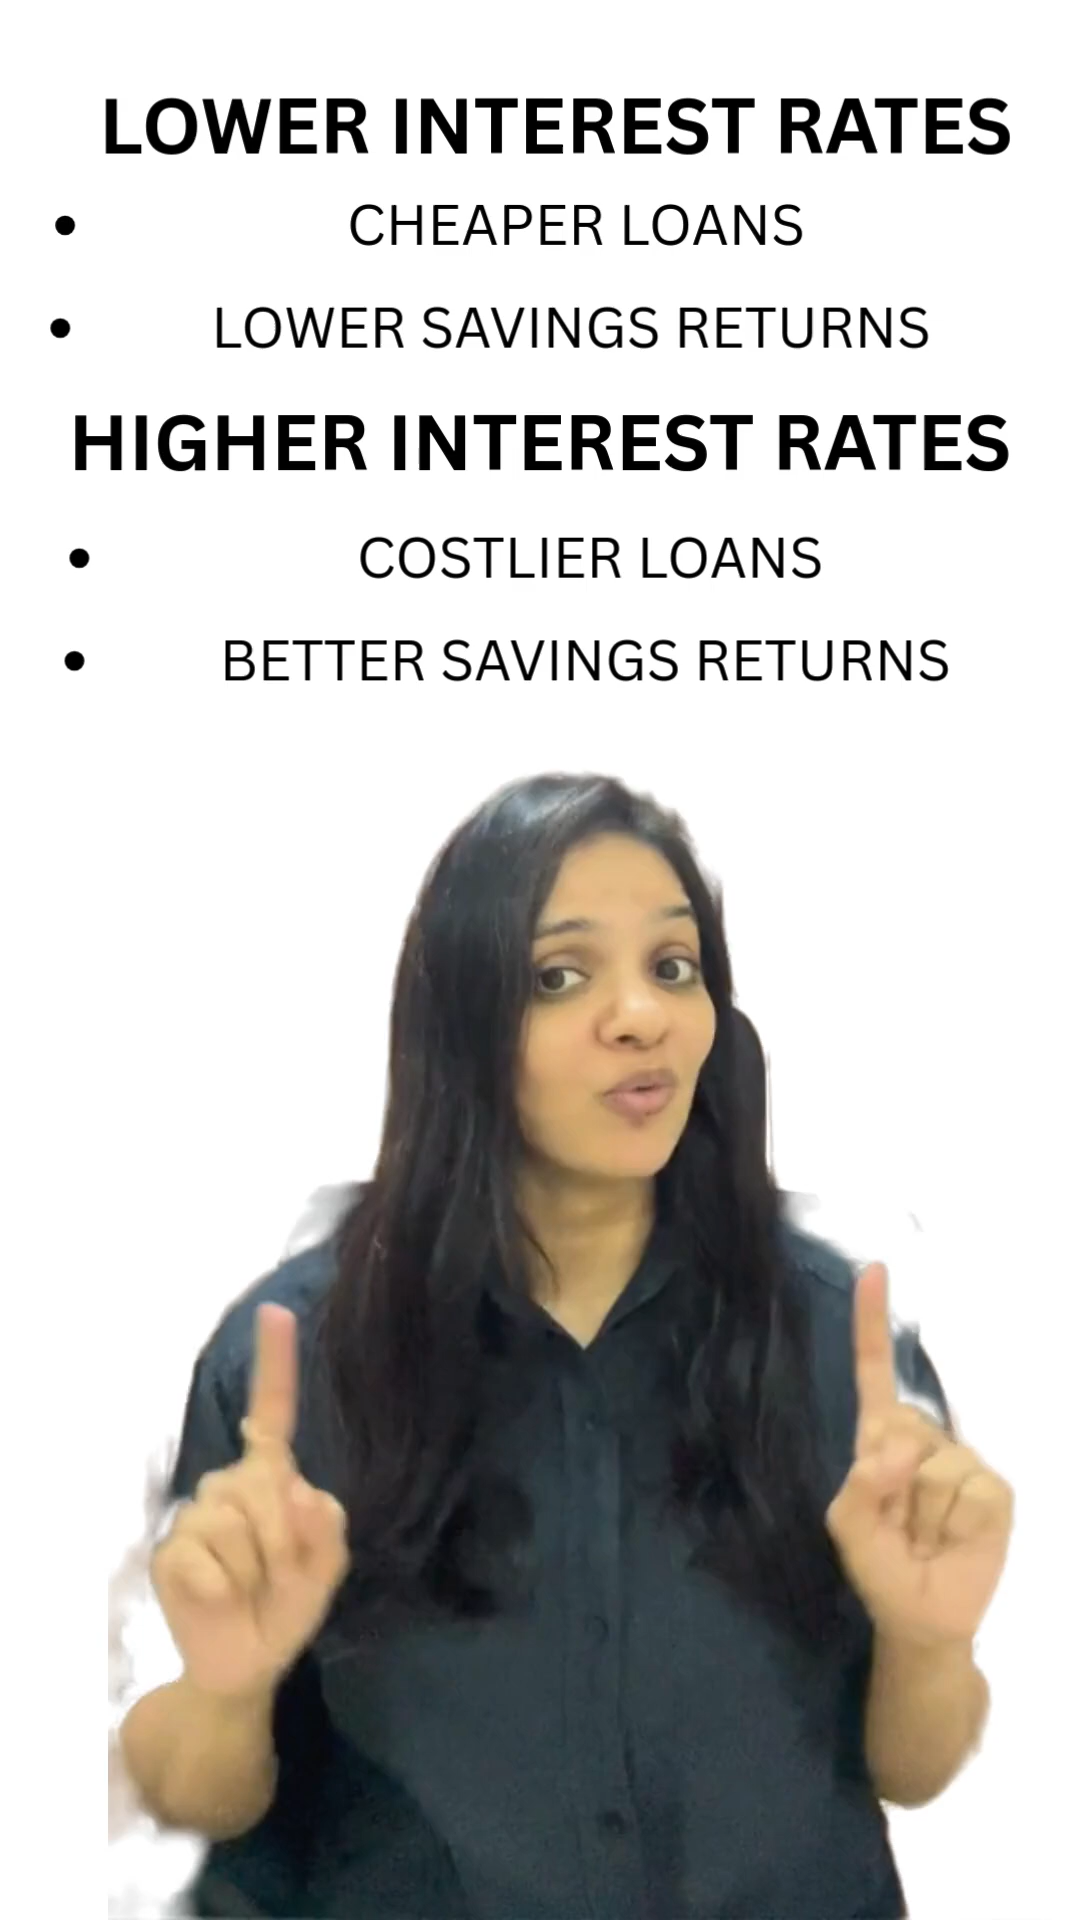 LOWER INTEREST RATES
• CHEAPER LOANS
• LOWER SAVINGS RETURNS
HIGHER INTEREST RATES
• COSTLIER LOANS
• BETTER SAVINGS RETURNS